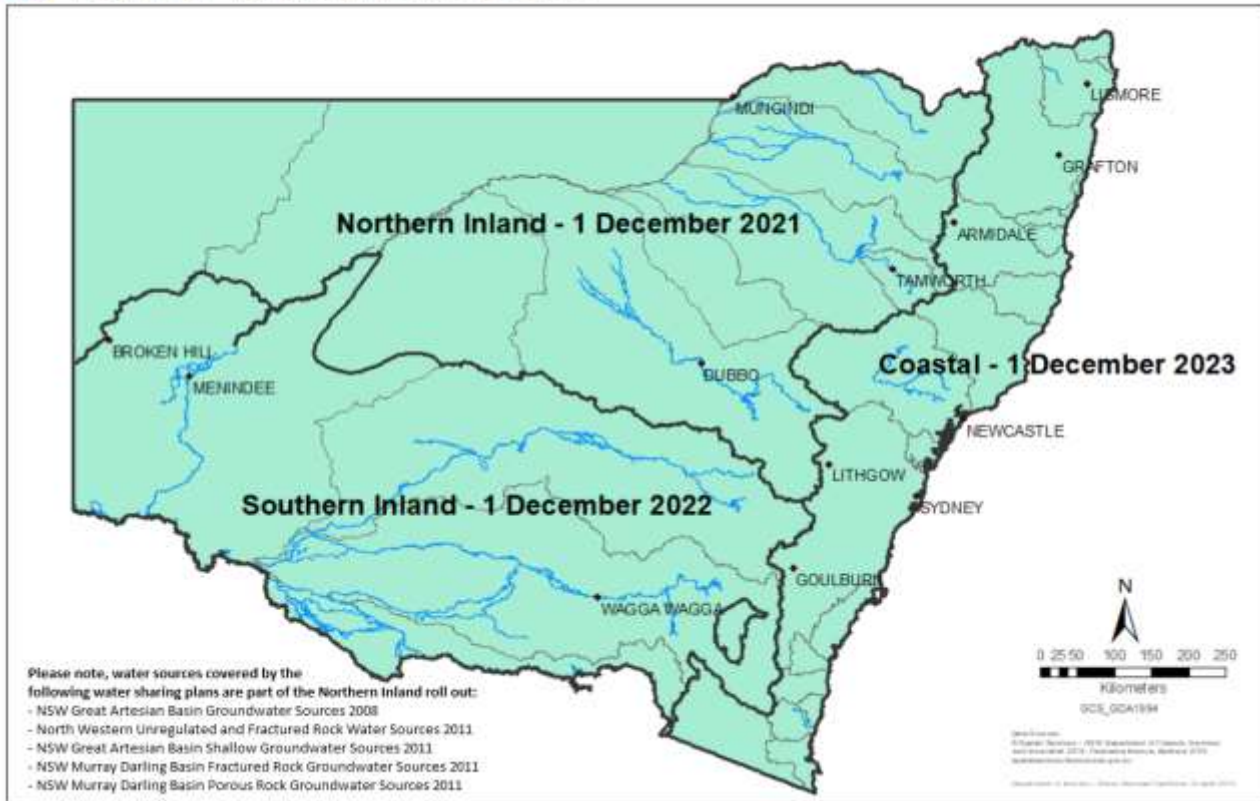 MUNGINDI
LISMORE
GRAFTON
Northern Inland - 1 December 2021
ARMIDALE
TAMWORTH
BROKEN HILL
MENINDEE
DUBBO
Coastal - 1 December 2023
NEWCASTLE
LITHGOW
Southern Inland - 1 December 2022
SYDNEY
GOULBURN
WAGGA WAGGA
N
0 25 50 100 150 200 250
Kilometers
GCS_GDA1994
Please note, water sources covered by the
following water sharing plans are part of the Northern Inland roll out:
- NSW Great Artesian Basin Groundwater Sources 2008
- North Western Unregulated and Fractured Rock Water Sources 2011
- NSW Great Artesian Basin Shallow Groundwater Sources 2011
- NSW Murray Darling Basin Fractured Rock Groundwater Sources 2011
- NSW Murray Darling Basin Porous Rock Groundwater Sources 2011